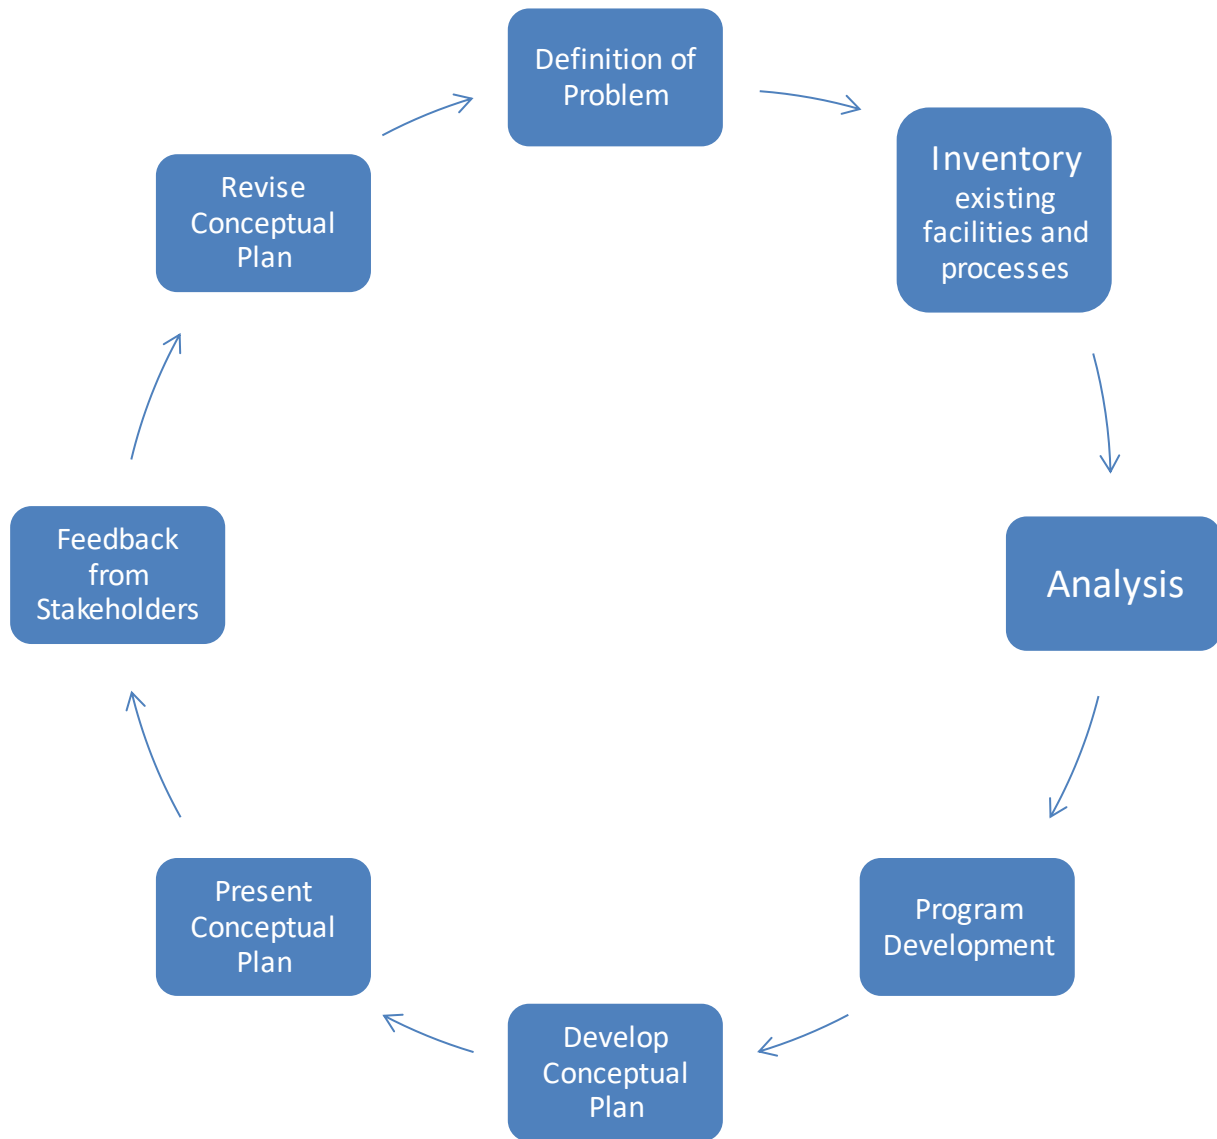 Definition of
Problem
Inventory
existing
facilities and
processes
Analysis
Program
Development
Develop
Conceptual
Plan
Present
Conceptual
Plan
Feedback
from
Stakeholders
Revise
Conceptual
Plan